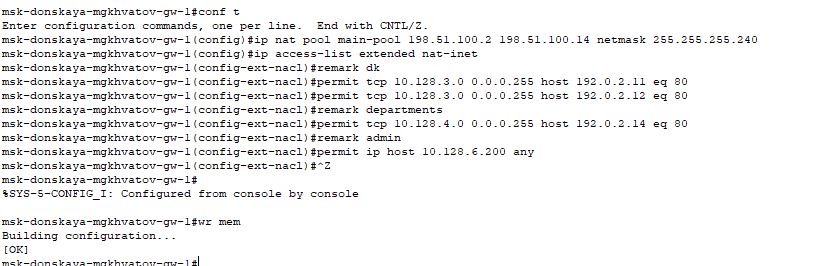 msk-donskaya-mgkhvatov-gw-1#conf t
Enter configuration commands, one per line.  End with CNTL/Z.
msk-donskaya-mgkhvatov-gw-1(config)#ip nat pool main-pool 198.51.100.2 198.51.100.14 netmask 255.255.255.240
msk-donskaya-mgkhvatov-gw-1(config)#ip access-list extended nat-inet
msk-donskaya-mgkhvatov-gw-1(config-ext-nacl)#remark dk
msk-donskaya-mgkhvatov-gw-1(config-ext-nacl)#permit tcp 10.128.3.0 0.0.0.255 host 192.0.2.11 eq 80
msk-donskaya-mgkhvatov-gw-1(config-ext-nacl)#permit tcp 10.128.3.0 0.0.0.255 host 192.0.2.12 eq 80
msk-donskaya-mgkhvatov-gw-1(config-ext-nacl)#remark departments
msk-donskaya-mgkhvatov-gw-1(config-ext-nacl)#permit tcp 10.128.4.0 0.0.0.255 host 192.0.2.14 eq 80
msk-donskaya-mgkhvatov-gw-1(config-ext-nacl)#remark admin
msk-donskaya-mgkhvatov-gw-1(config-ext-nacl)#permit ip host 10.128.6.200 any
msk-donskaya-mgkhvatov-gw-1(config-ext-nacl)#^Z
msk-donskaya-mgkhvatov-gw-1#
%SYS-5-CONFIG_I: Configured from console by console
msk-donskaya-mgkhvatov-gw-1#wr mem
Building configuration...
[OK]
msk-donskaya-mgkhvatov-gw-1#